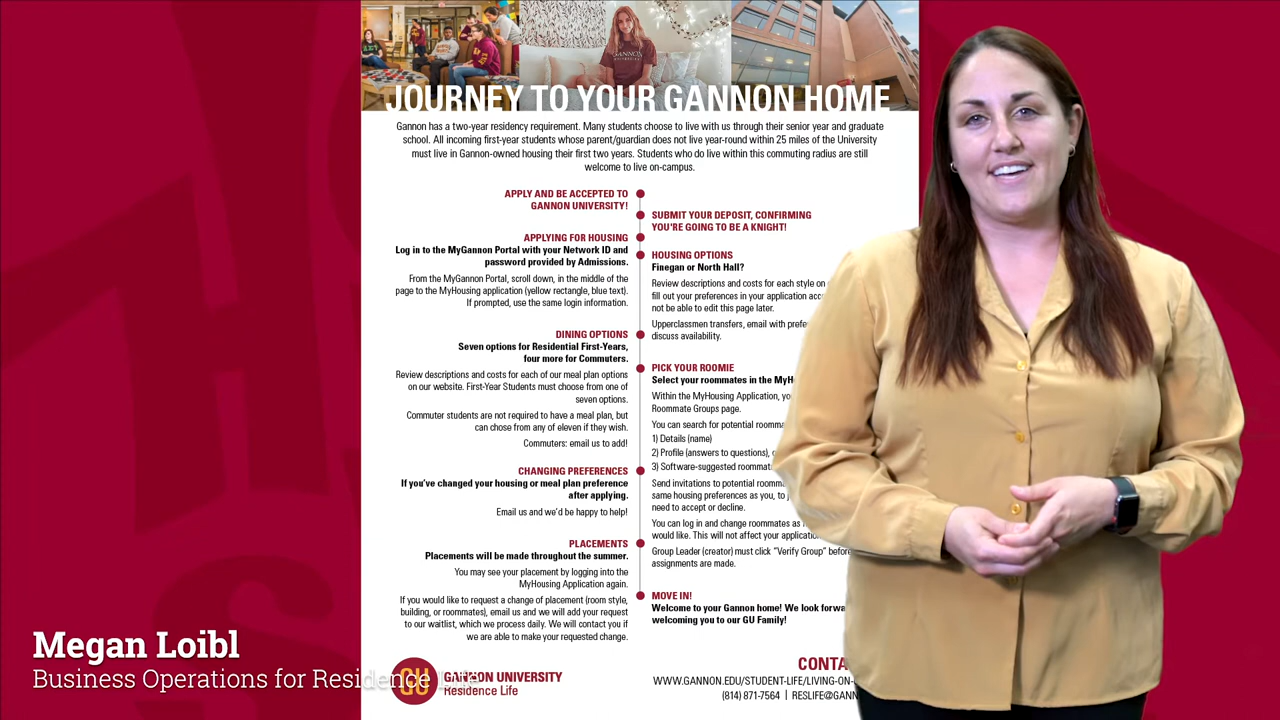 JOURNEY TO YOUR GANNON HOME
Gannon has a two-year residency requirement. Many students choose to live with us through their senior year and graduate
school. All incoming first-year students whose parent/guardian does not live year-round within 25 miles of the University
must live in Gannon-owned housing their first two years. Students who do live within this commuting radius are still
welcome to live on-campus.
APPLY AND BE ACCEPTED TO
GANNON UNIVERSITY!
SUBMIT YOUR DEPOSIT, CONFIRMING
YOU'RE GOING TO BE A KNIGHT!
APPLYING FOR HOUSING
Log in to the MyGannon Portal with your Network ID and
password provided by Admissions.
From the MyGannon Portal, scroll down, in the middle of the
page to the MyHousing application (yellow rectangle, blue text).
If prompted, use the same login information.
HOUSING OPTIONS
Finegan or North Hall?
Review descriptions and costs for each style on
fill out your preferences in your application
not be able to edit this page later.
Upperclassmen transfers, email with
discuss availability.
DINING OPTIONS
Seven options for Residential First-Years,
four more for Commuters.
Review descriptions and costs for each of our meal plan options
on our website. First-Year Students must choose from one of
seven options.
Commuter students are not required to have a meal plan, but
can chose from any of eleven if they wish.
Commuters: email us to add!
PICK YOUR ROOMIE
Select your roommates in the
Within the MyHousing Application,
Roommate Groups page.
You can search for potential
1) Details (name)
2) Profile (answers to questions),
3) Software-suggested
Send invitations to potential
same housing preferences as you, to
need to accept or decline.
You can log in and change roommates as
would like. This will not affect your
Group Leader (creator) must click "Verify Group" before
assignments are made.
CHANGING PREFERENCES
If you've changed your housing or meal plan preference
after applying.
Email us and we'd be happy to help!
PLACEMENTS
Placements will be made throughout the summer.
You may see your placement by logging into the
MyHousing Application again.
If you would like to request a change of placement (room style,
building, or roommates), email us and we will add your request
to our waitlist, which we process daily. We will contact you if
we are able to make your requested change.
MOVE IN!
Welcome to your Gannon home! We look
welcoming you to our GU Family!
Megan Loibl
Business Operations for Residence Life
GU
GANNON UNIVERSITY
Residence Life
WWW.GANNON.EDU/STUDENT-LIFE/LIVING-ON-
(814) 871-7564 | RESLIFE@GANN